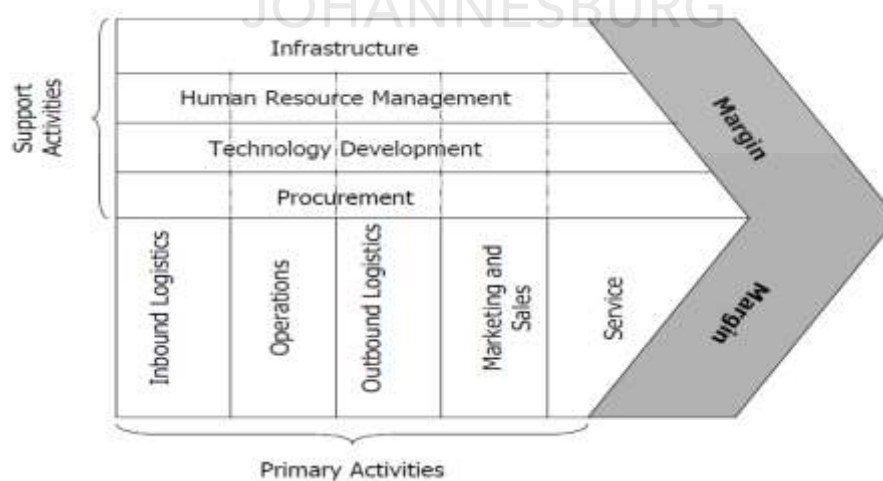 JOHANNESBURG
Infrastructure
Support
Activities
Human Resource Management
Technology Development
Procurement
Margin
Inbound Logistics
Operations
Outbound Logistics
Marketing and
Sales
Service
Margin
Primary Activities